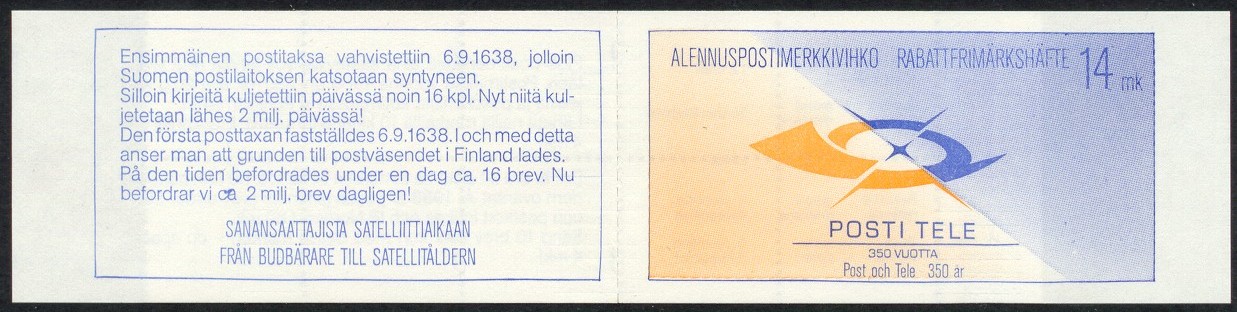 Ensimmäinen postitaksa vahvistettiin 6.9.1638, jolloin
Suomen postilaitoksen katsotaan syntyneen.
Silloin kirjeitä kuljetettiin päivässä noin 16 kpl. Nyt niitä kul-
jetetaan lähes 2 milj. päivässä!
Den första posttaxan fastställdes 6.9.1638. I och med detta
anser man att grunden till postväsendet i Finland lades.
På den tiden befordrades under en dag ca. 16 brev. Nu
befordrar vi ca 2 milj. brev dagligen!
SANANSAATTAJISTA SATELLIITTIAIKAAN
FRÅN BUDBÄRARE TILL SATELLITÅLDERN
ALENNUSPOSTIMERKKIVIHKO RABATTFRIMÄRKSHÄFTE 14 mk
POSTI TELE
350 VUOTTA
Post och Tele 350 år